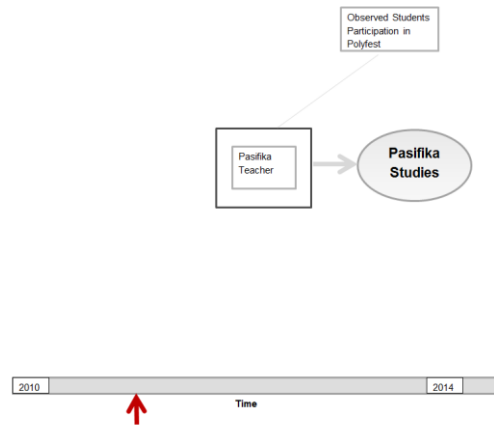 Observed Students
Participation in
Polyfest
Pasifika
Teacher
Pasifika
Studies
2010
2014
Time